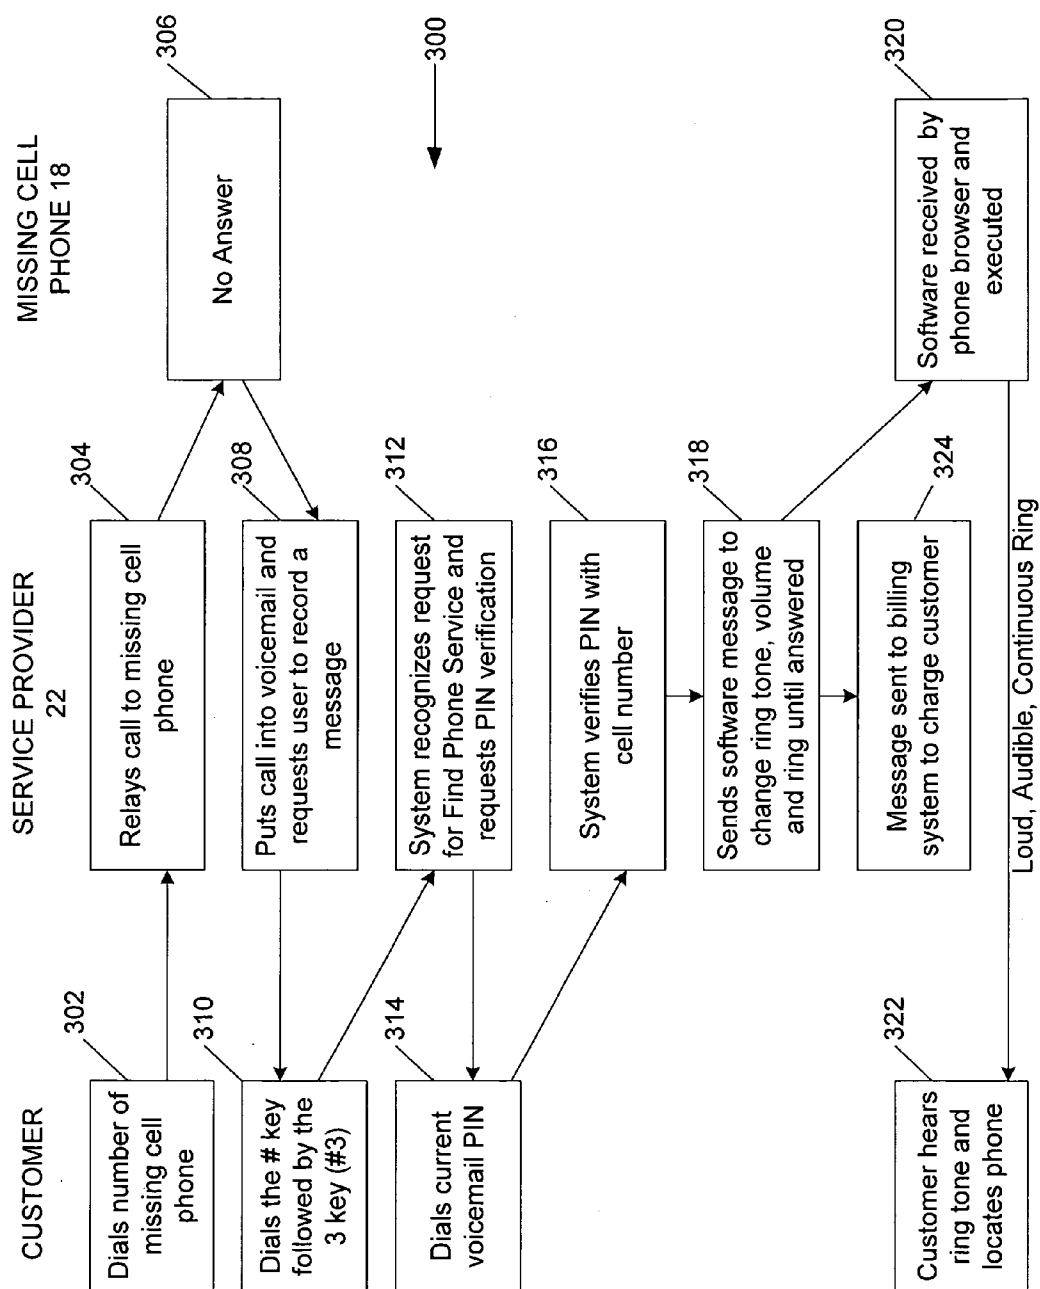 CUSTOMER
SERVICE PROVIDER
22
MISSING CELL
PHONE 18
302
Dials number of
missing cell
phone
304
Relays call to missing cell
phone
306
No Answer
308
Puts call into voicemail and
requests user to record a
message
310
Dials the # key
followed by the
3 key (#3)
312
System recognizes request
for Find Phone Service and
requests PIN verification
314
Dials current
voicemail PIN
316
System verifies PIN with
cell number
318
Sends software message to
change ring tone, volume
and ring until answered
320
Software received by
phone browser and
executed
Loud, Audible, Continuous Ring
322
Customer hears
ring tone and
locates phone
324
Message sent to billing
system to charge customer
300